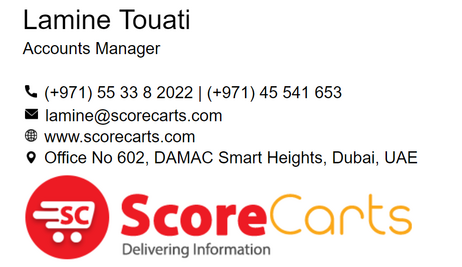 Lamine Touati
Accounts Manager
(+971) 55 33 8 2022 | (+971) 45 541 653
lamine@scorecarts.com
www.scorecarts.com
Office No 602, DAMAC Smart Heights, Dubai, UAE
SC ScoreCarts
Delivering Information